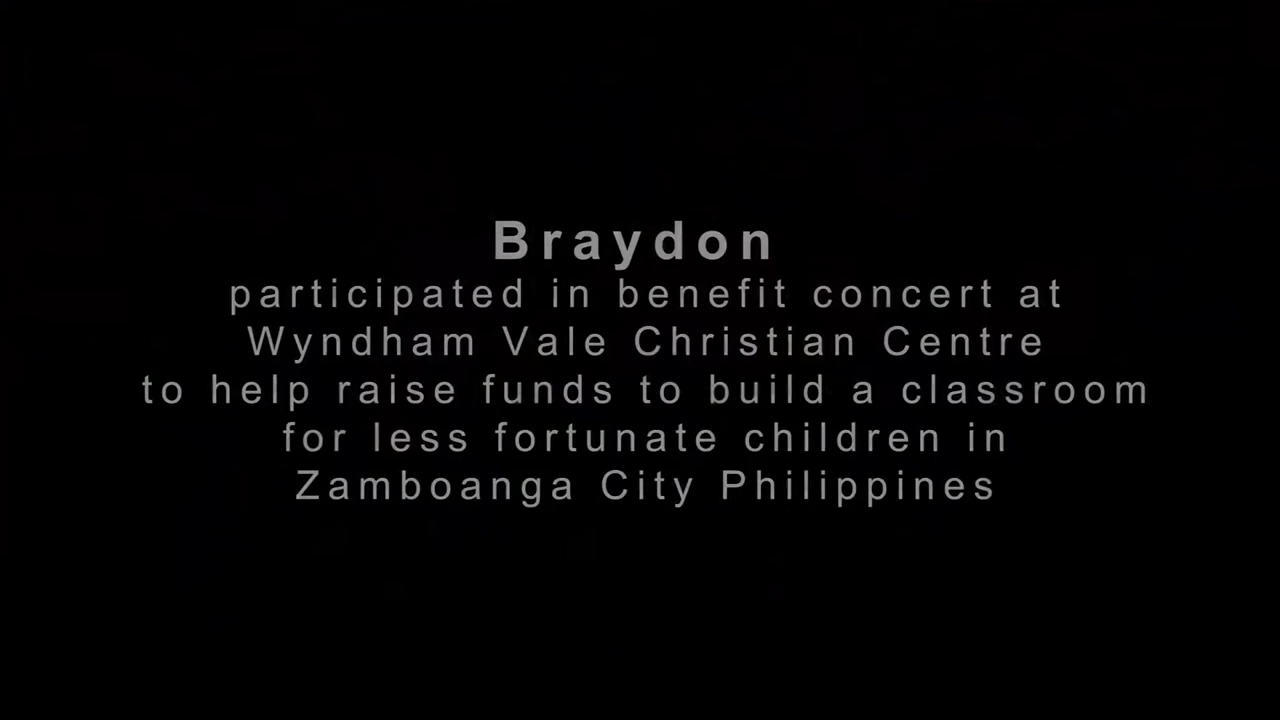 Braydon
participated in benefit concert at
Wyndham Vale Christian Centre
to help raise funds to build a classroom
for less fortunate children in
Zamboanga City Philippines